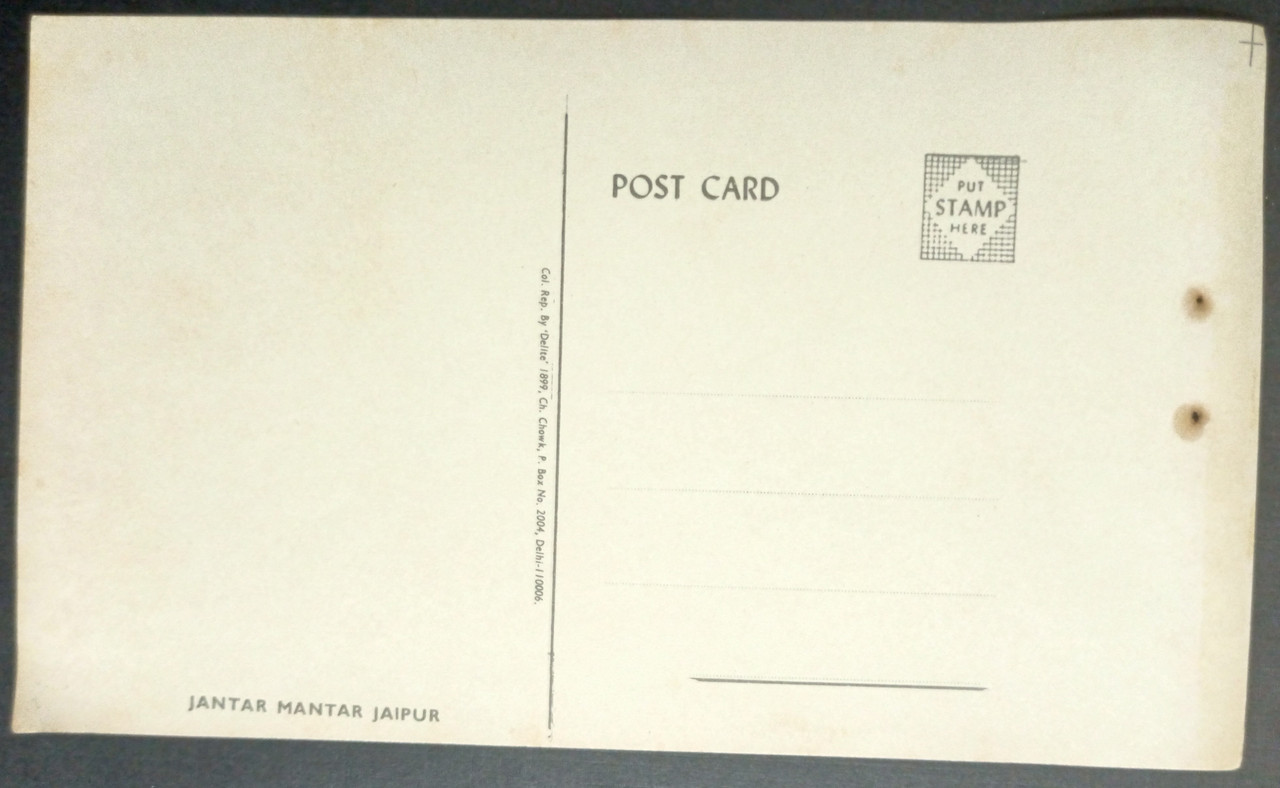 POST CARD
PUT
STAMP
HERE
Col. Rep. By 'Delite' 1899, Ch. Chowk, P. Box No. 2004, Delhi-110006.
JANTAR MANTAR JAIPUR